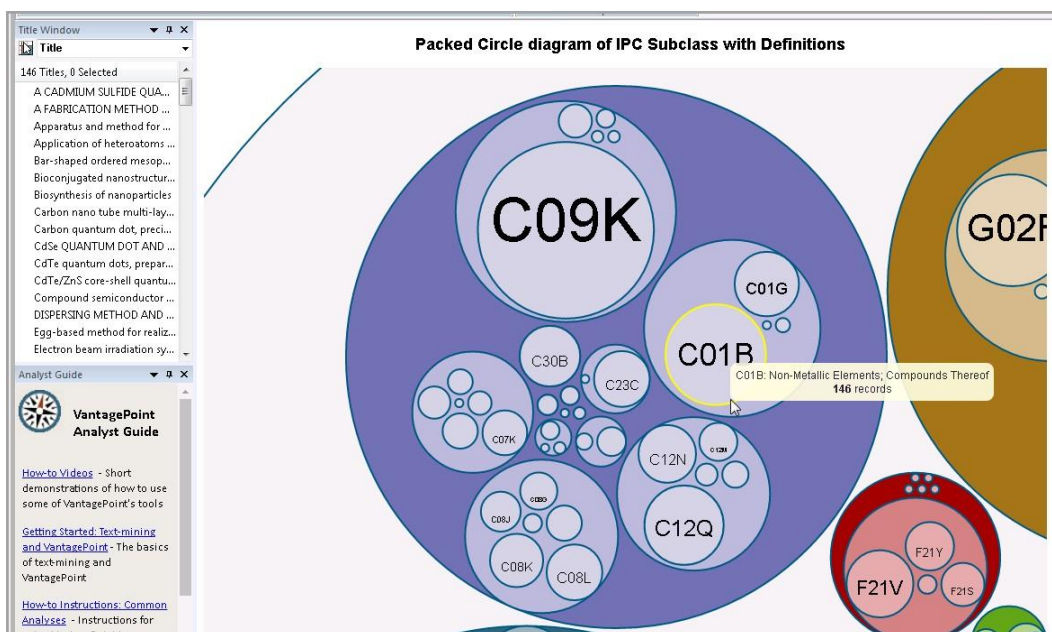 Title Window
Title
146 Titles, 0 Selected
A CADMIUM SULFIDE QUA...
A FABRICATION METHOD ...
Apparatus and method for ...
Application of heteroatoms ...
Bar-shaped ordered mesop...
Bioconjugated nanostructur...
Biosynthesis of nanoparticles
Carbon nano tube multi-lay...
Carbon quantum dot, preci...
CdSe QUANTUM DOT AND ...
CdTe quantum dots, prepar...
CdTe/ZnS core-shell quantu...
Compound semiconductor ...
DISPERSING METHOD AND ...
Egg-based method for realiz...
Electron beam irradiation sy...
Analyst Guide
VantagePoint
Analyst Guide
How-to Videos - Short
demonstrations of how to use
some of VantagePoint's tools
Getting Started: Text-mining
and VantagePoint - The basics
of text-mining and
VantagePoint
How-to Instructions: Common
Analyses - Instructions for
Packed Circle diagram of IPC Subclass with Definitions
C09K
G02F
C01G
C01B
C01B: Non-Metallic Elements; Compounds Thereof
146 records
C30B
C23C
C07K
C12N
C12M
C12Q
C08G
C08J
C08K
C08L
F21Y
F21V
F21S